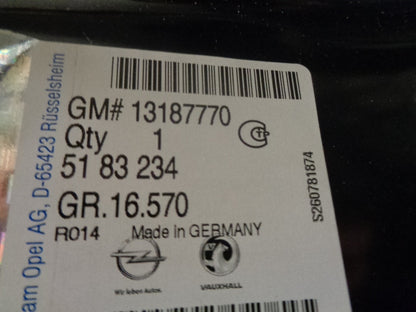 GM# 13187770
Qty 1
51 83 234
GR.16.570
R014 Made in GERMANY
Wir leben Autos.
VAUXHALL
am Opel AG, D-65423 Rüsselsheim
S260781874